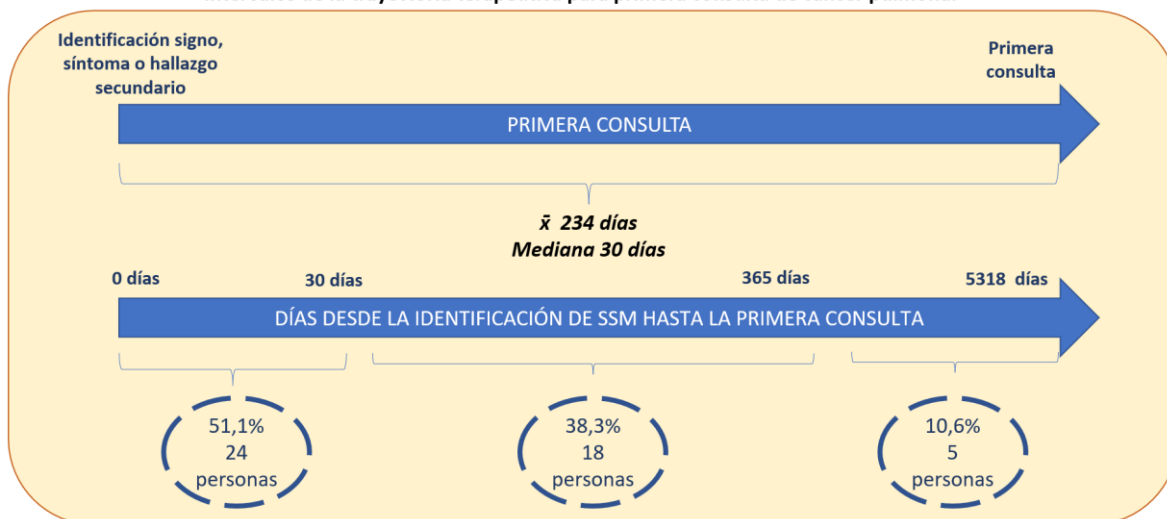 Identificación signo,
síntoma o hallazgo
secundario
Primera
consulta
PRIMERA CONSULTA
x̄ 234 días
Mediana 30 días
0 días
30 días
365 días
5318 días
DÍAS DESDE LA IDENTIFICACIÓN DE SSM HASTA LA PRIMERA CONSULTA
51,1%
24
personas
38,3%
18
personas
10,6%
5
personas